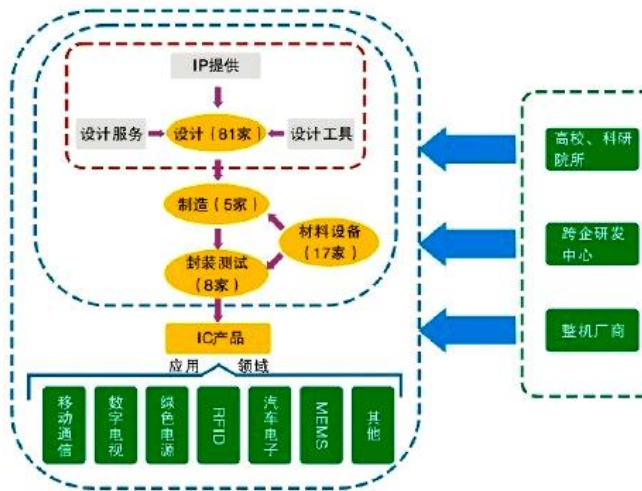 IP提供
设计服务
设计（81家）
设计工具
制造（5家）
材料设备
（17家）
封装测试
（8家）
IC产品
应用 领域
移动通信
数字电视
绿色电源
RFID
汽车电子
MEMS
其他
高校、科研
院所
跨企研发
中心
整机厂商